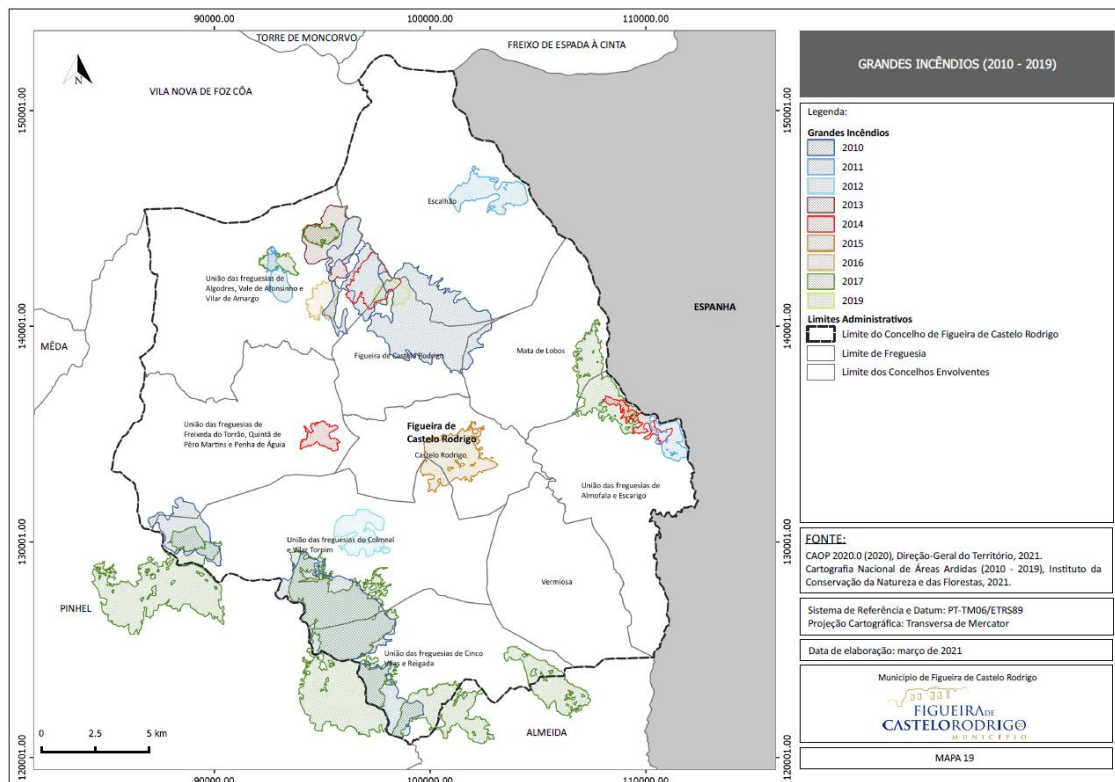 90000.00
100000.00
110000.00
TORRE DE MONCORVO
FREIXO DE ESPADA À CINTA
VILA NOVA DE FOZ CÔA
N
150001.00
150001.00
Escalhão
União das freguesias de
Algodres, Vale de Afonsinho e
Vilar de Amargo
ESPANHA
140001.00
140001.00
MÊDA
Mata de Lobos
Figueira de Castelo Rodrigo
União das freguesias de
Freixeda do Torrão, Quintã de
Pêro Martins e Penha de Águia
Figueira de
Castelo Rodrigo
Castelo Rodrigo
União das freguesias de
Almofala e Escarigo
130001.00
130001.00
União das freguesias do Colmeal
e Vilar Torpim
Vermiosa
PINHEL
União das freguesias de Cinco
Vilas e Reigada
ALMEIDA
0 2.5 5 km
120001.00
120001.00
90000.00
100000.00
110000.00
GRANDES INCÊNDIOS (2010 - 2019)
Legenda:
Grandes Incêndios
2010
2011
2012
2013
2014
2015
2016
2017
2019
Limites Administrativos
Limite do Concelho de Figueira de Castelo Rodrigo
Limite de Freguesia
Limite dos Concelhos Envolventes
FONTE:
CAOP 2020.0 (2020), Direção-Geral do Território, 2021.
Cartografia Nacional de Áreas Ardidas (2010 - 2019), Instituto da
Conservação da Natureza e das Florestas, 2021.
Sistema de Referência e Datum: PT-TM06/ETRS89
Projeção Cartográfica: Transversa de Mercator
Data de elaboração: março de 2021
Município de Figueira de Castelo Rodrigo
FIGUEIRA DE
CASTELO RODRIGO
MUNICÍPIO
MAPA 19